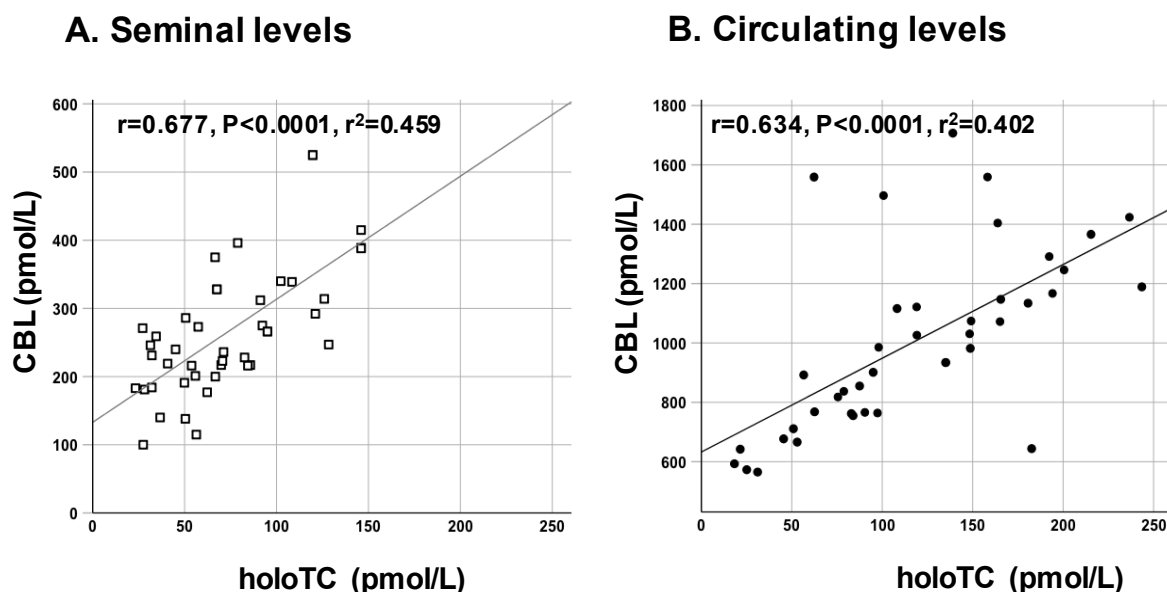 A. Seminal levels
r=0.677, P<0.0001, r²=0.459
600
500
400
300
200
100
0
CBL (pmol/L)
0 50 100 150 200 250
holoTC (pmol/L)
B. Circulating levels
r=0.634, P<0.0001, r²=0.402
1800
1600
1400
1200
1000
800
600
CBL (pmol/L)
0 50 100 150 200 250
holoTC (pmol/L)